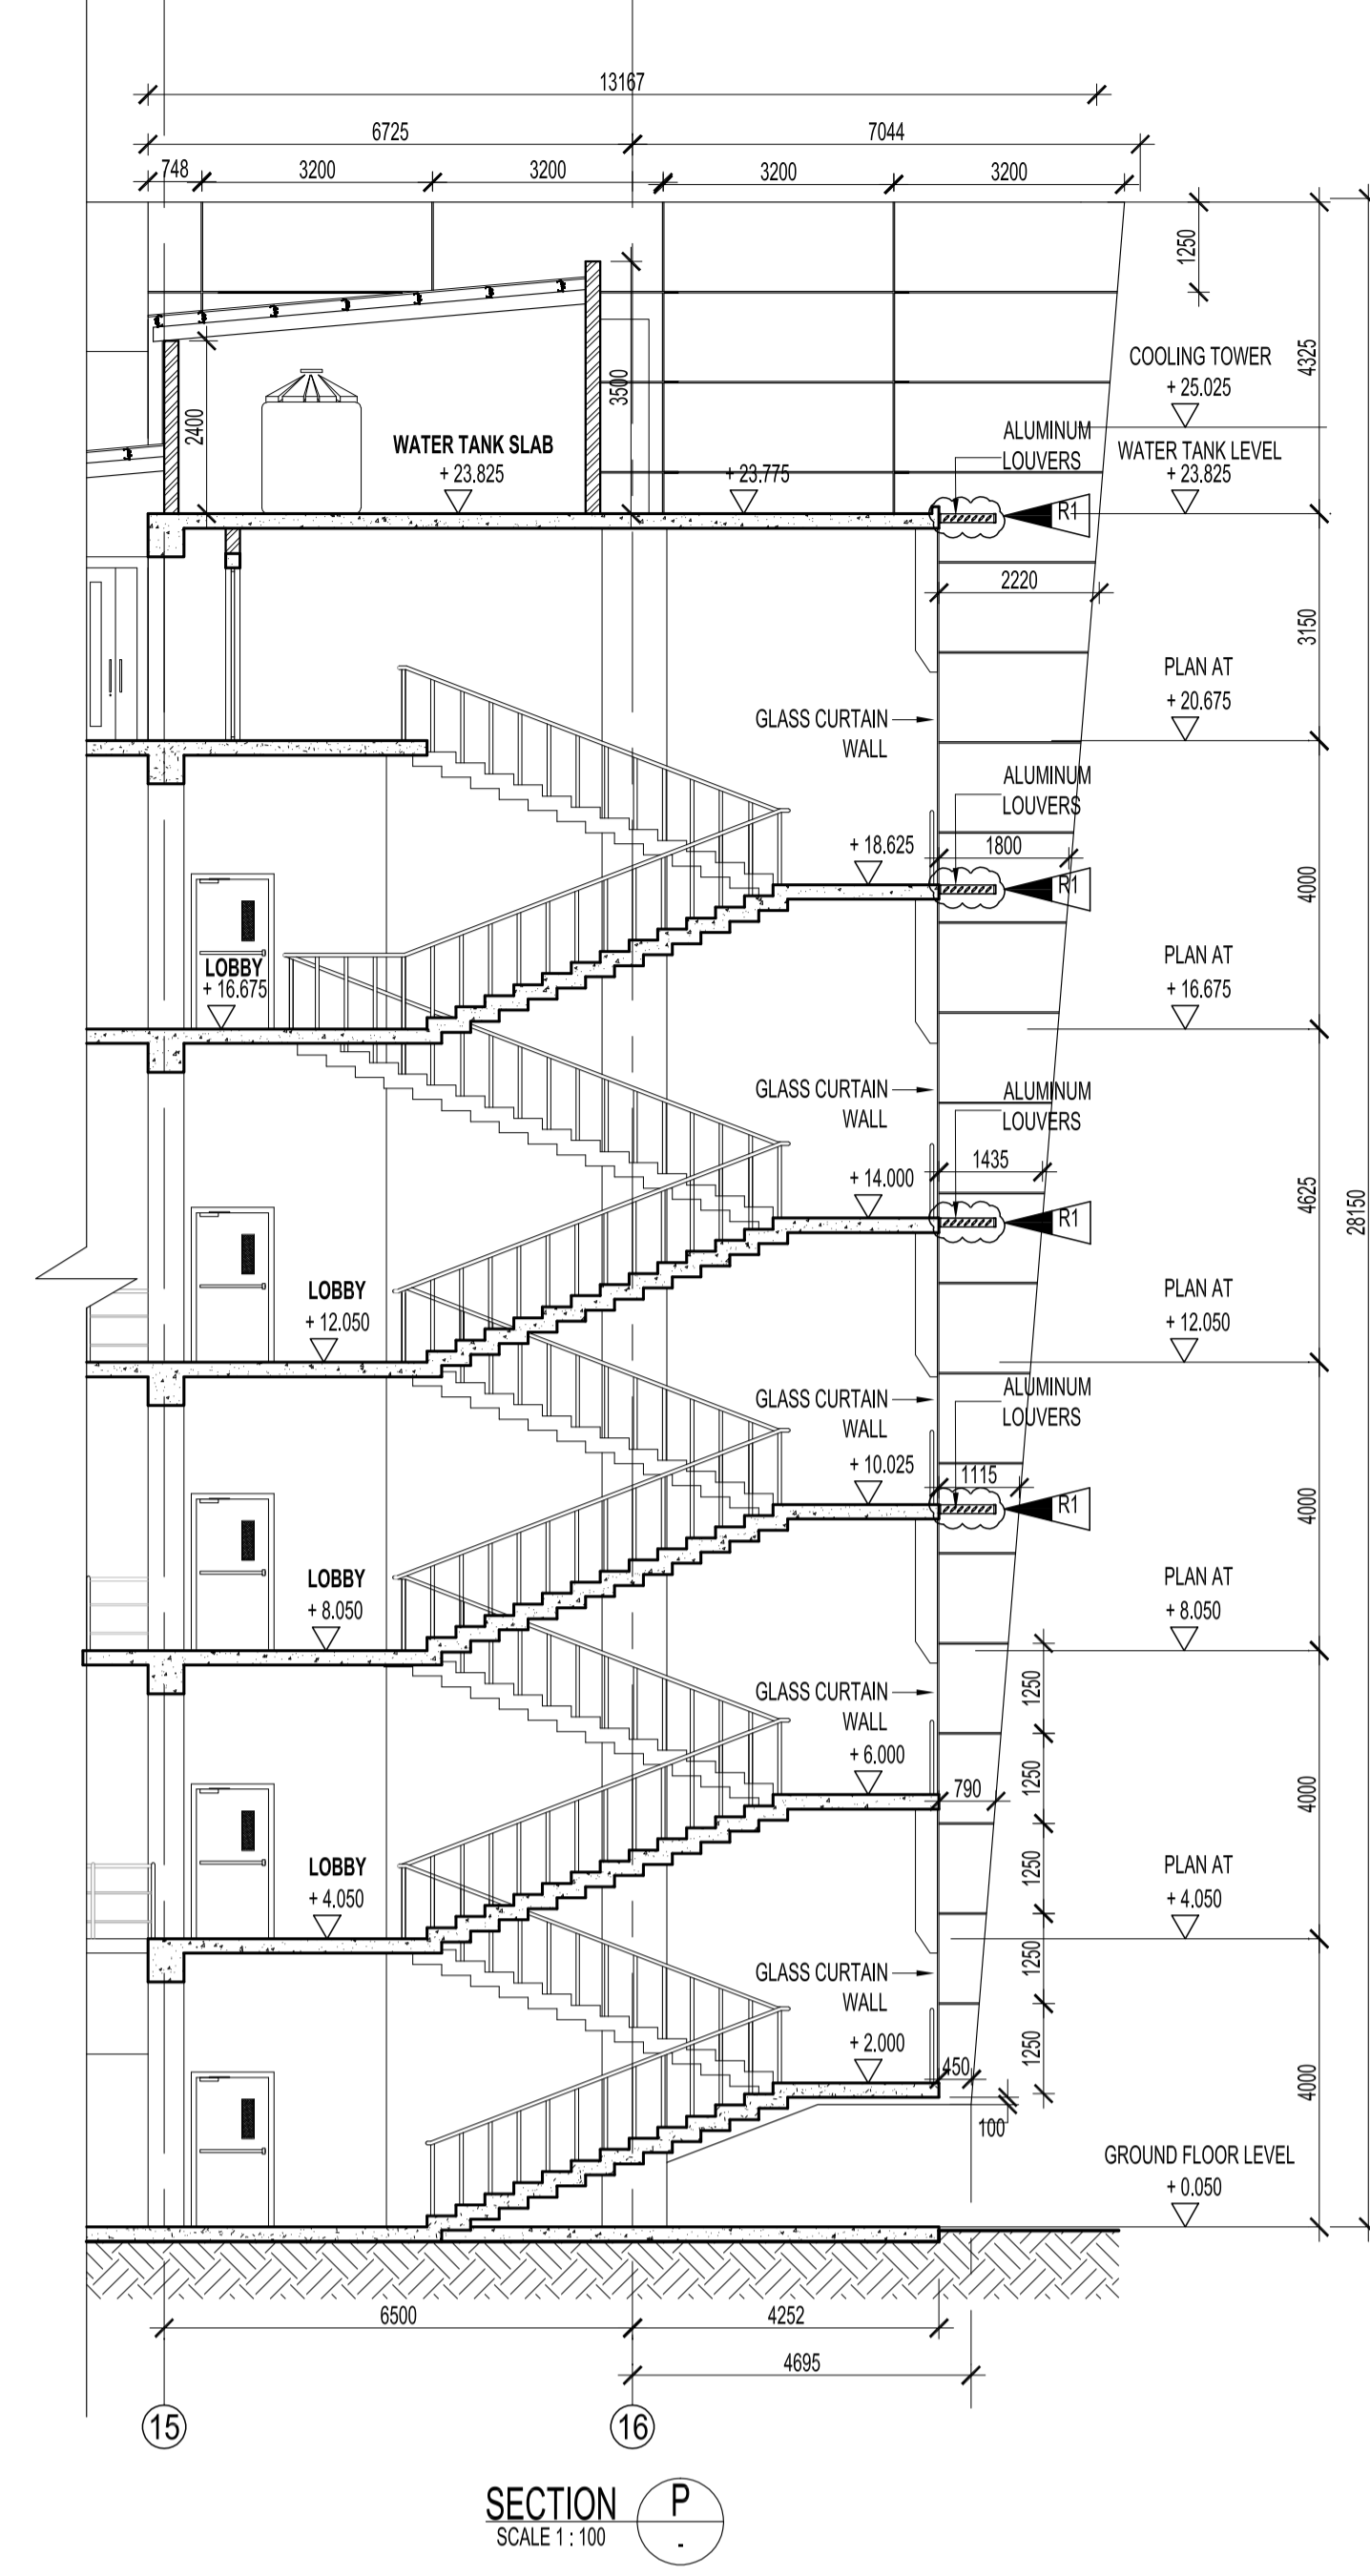 13167
6725
7044
748
3200
3200
3200
3200
1250
4325
COOLING TOWER
+ 25.025
3500
2400
ALUMINUM
LOUVERS
WATER TANK SLAB
+ 23.825
+ 23.775
WATER TANK LEVEL
+ 23.825
R1
2220
3150
PLAN AT
+ 20.675
GLASS CURTAIN
WALL
ALUMINUM
LOUVERS
+ 18.625
1800
R1
4000
LOBBY
+ 16.675
PLAN AT
+ 16.675
GLASS CURTAIN
WALL
ALUMINUM
LOUVERS
1435
+ 14.000
R1
4625
28150
LOBBY
+ 12.050
PLAN AT
+ 12.050
GLASS CURTAIN
WALL
ALUMINUM
LOUVERS
+ 10.025
1115
R1
4000
LOBBY
+ 8.050
PLAN AT
+ 8.050
GLASS CURTAIN
WALL
1250
+ 6.000
790
1250
4000
LOBBY
+ 4.050
1250
PLAN AT
+ 4.050
GLASS CURTAIN
WALL
1250
+ 2.000
450
1250
4000
100
GROUND FLOOR LEVEL
+ 0.050
6500
4252
4695
15
16
SECTION
P
SCALE 1 : 100
-